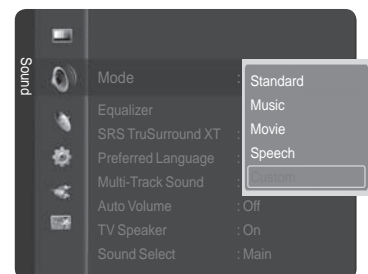 Sound
Mode :
Standard
Music
Movie
Speech
Custom
Equalizer
SRS TruSurround XT :
Preferred Language :
Multi-Track Sound :
Auto Volume : Off
TV Speaker : On
Sound Select : Main